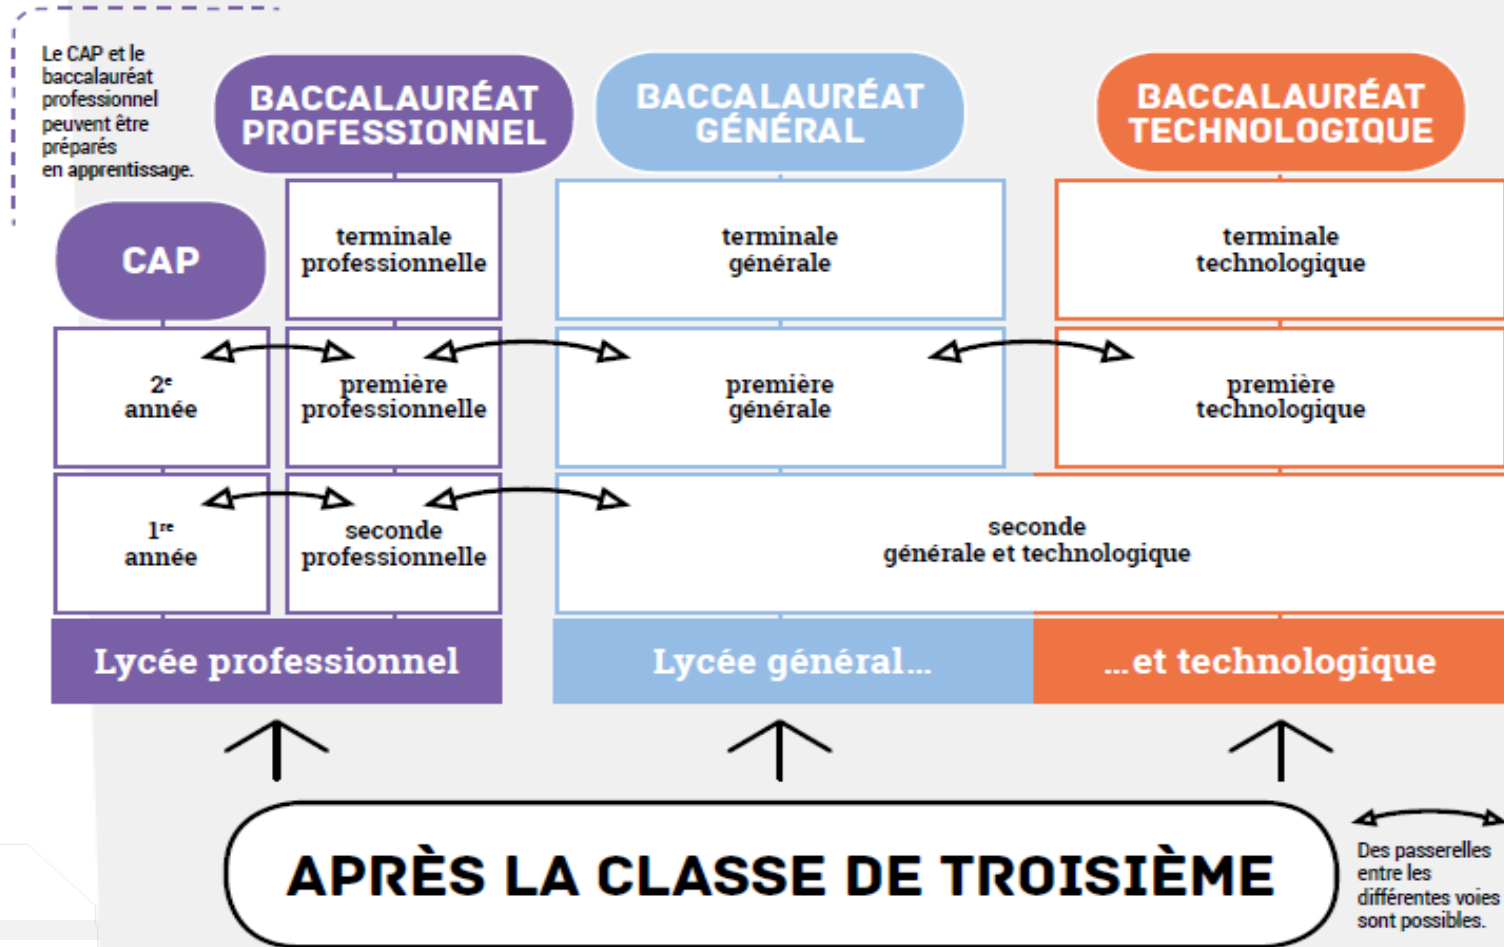 Le CAP et le
baccalauréat
professionnel
peuvent être
préparés
en apprentissage.
BACCALAURÉAT
PROFESSIONNEL
BACCALAURÉAT
GÉNÉRAL
BACCALAURÉAT
TECHNOLOGIQUE
CAP
terminale
professionnelle
terminale
générale
terminale
technologique
2e
année
première
professionnelle
première
générale
première
technologique
1re
année
seconde
professionnelle
seconde
générale et technologique
Lycée professionnel
Lycée général...
...et technologique
APRÈS LA CLASSE DE TROISIÈME
Des passerelles
entre les
différentes voies
sont possibles.